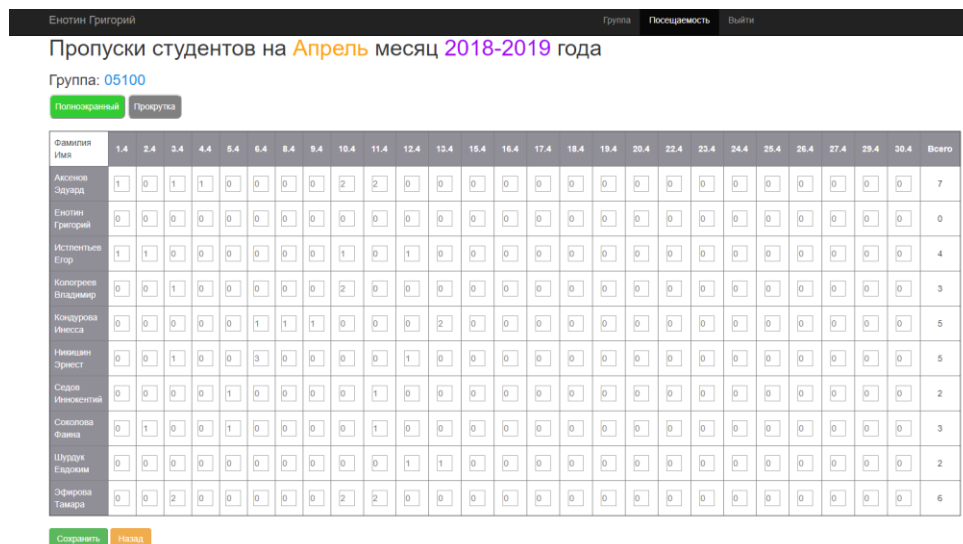 Енотин Григорий Группа Посещаемость Выйти
Пропуски студентов на Апрель месяц 2018-2019 года
Группа: 05100
Полноэкранный Прокрутка
Фамилия Имя 1.4 2.4 3.4 4.4 5.4 6.4 8.4 9.4 10.4 11.4 12.4 13.4 15.4 16.4 17.4 18.4 19.4 20.4 22.4 23.4 24.4 25.4 26.4 27.4 29.4 30.4 Всего
Аксенов Эдуард 1 0 1 1 0 0 0 0 2 2 0 0 0 0 0 0 0 0 0 0 0 0 0 0 0 0 7
Енотин Григорий 0 0 0 0 0 0 0 0 0 0 0 0 0 0 0 0 0 0 0 0 0 0 0 0 0 0 0
Истлентьев Егор 1 1 0 0 0 0 0 0 1 0 1 0 0 0 0 0 0 0 0 0 0 0 0 0 0 0 4
Кологреев Владимир 0 0 1 0 0 0 0 0 2 0 0 0 0 0 0 0 0 0 0 0 0 0 0 0 0 0 3
Кондурова Инесса 0 0 0 0 0 1 1 1 0 0 0 2 0 0 0 0 0 0 0 0 0 0 0 0 0 0 5
Никишин Эрнест 0 0 1 0 0 3 0 0 0 0 1 0 0 0 0 0 0 0 0 0 0 0 0 0 0 0 5
Седов Иннокентий 0 0 0 0 1 0 0 0 0 1 0 0 0 0 0 0 0 0 0 0 0 0 0 0 0 0 2
Соколова Фаина 0 1 0 0 1 0 0 0 0 1 0 0 0 0 0 0 0 0 0 0 0 0 0 0 0 0 3
Шурдук Евдоким 0 0 0 0 0 0 0 0 0 0 1 1 0 0 0 0 0 0 0 0 0 0 0 0 0 0 2
Эфирова Тамара 0 0 2 0 0 0 0 0 2 2 0 0 0 0 0 0 0 0 0 0 0 0 0 0 0 0 6
Сохранить Назад